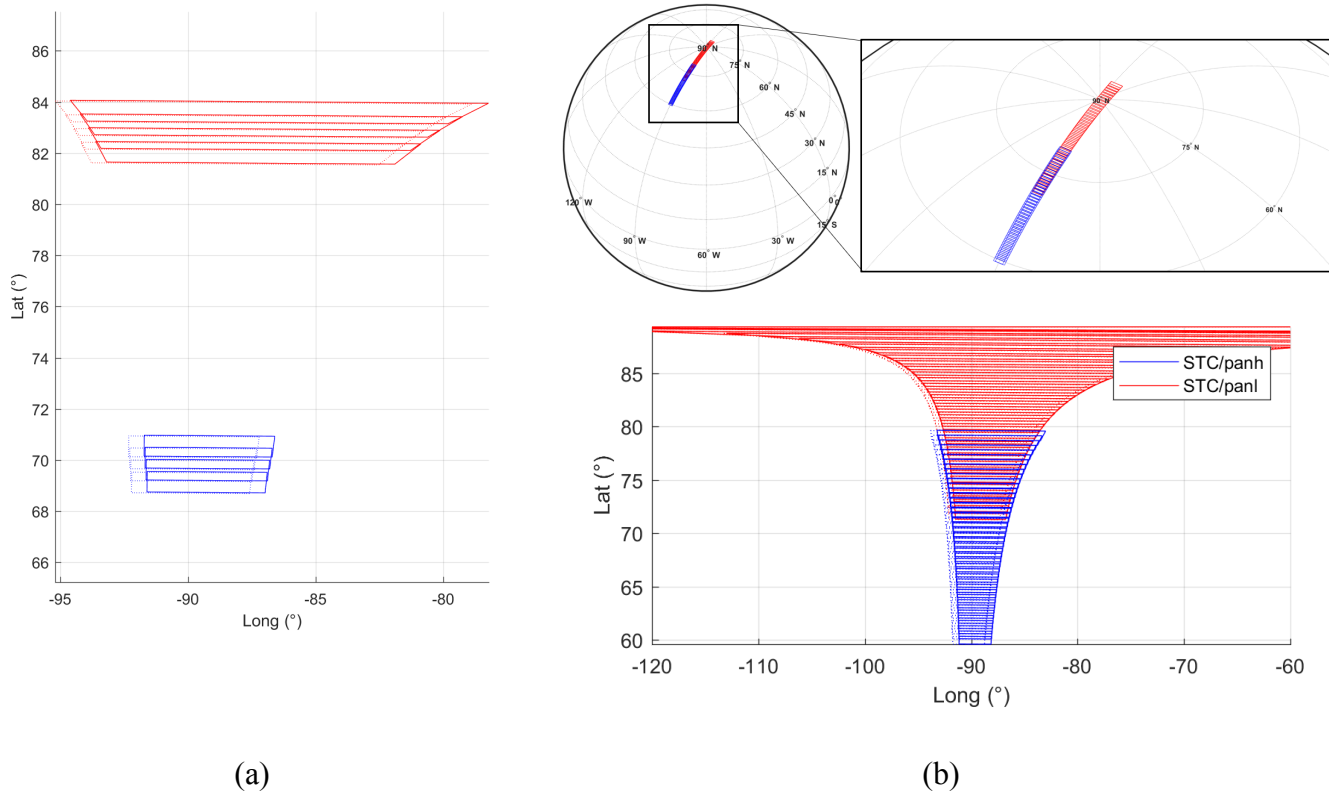 86
84
82
80
78
76
74
72
70
68
66
Lat (°)
-95
-90
-85
-80
Long (°)
90° N
75° N
60° N
45° N
30° N
15° N
0°
0°
15° S
120° W
90° W
60° W
30° W
90° N
75° N
60° N
85
80
75
70
65
60
Lat (°)
STC/panh
STC/panl
-120
-110
-100
-90
-80
-70
-60
Long (°)
(a)
(b)